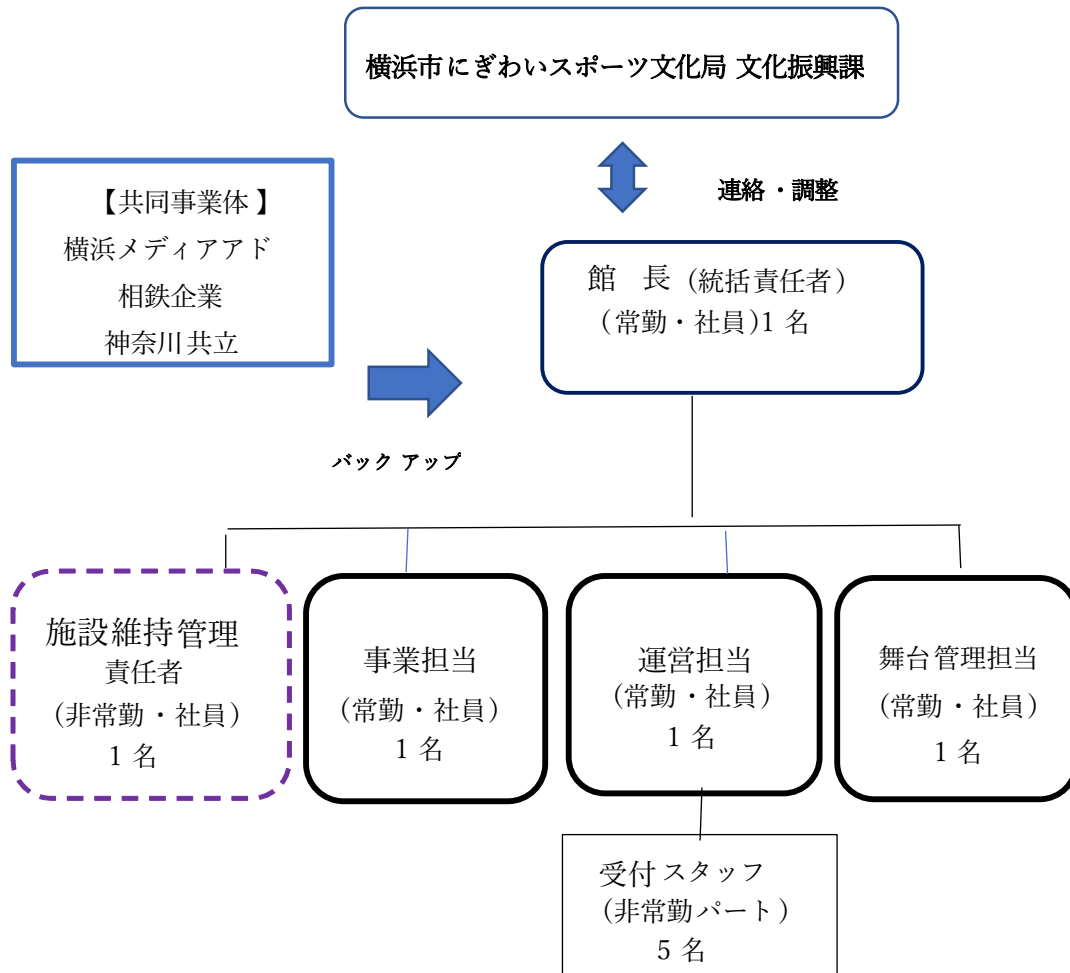 横浜市にぎわいスポーツ文化局 文化振興課
連絡・調整
【共同事業体】
横浜メディアアド
相鉄企業
神奈川共立
館　長 (統括責任者)
(常勤・社員)1 名
バックアップ
施設維持管理
責任者
(非常勤・社員)
1 名
事業担当
(常勤・社員)
1 名
運営担当
(常勤・社員)
1 名
舞台管理担当
(常勤・社員)
1 名
受付スタッフ
(非常勤パート)
5 名